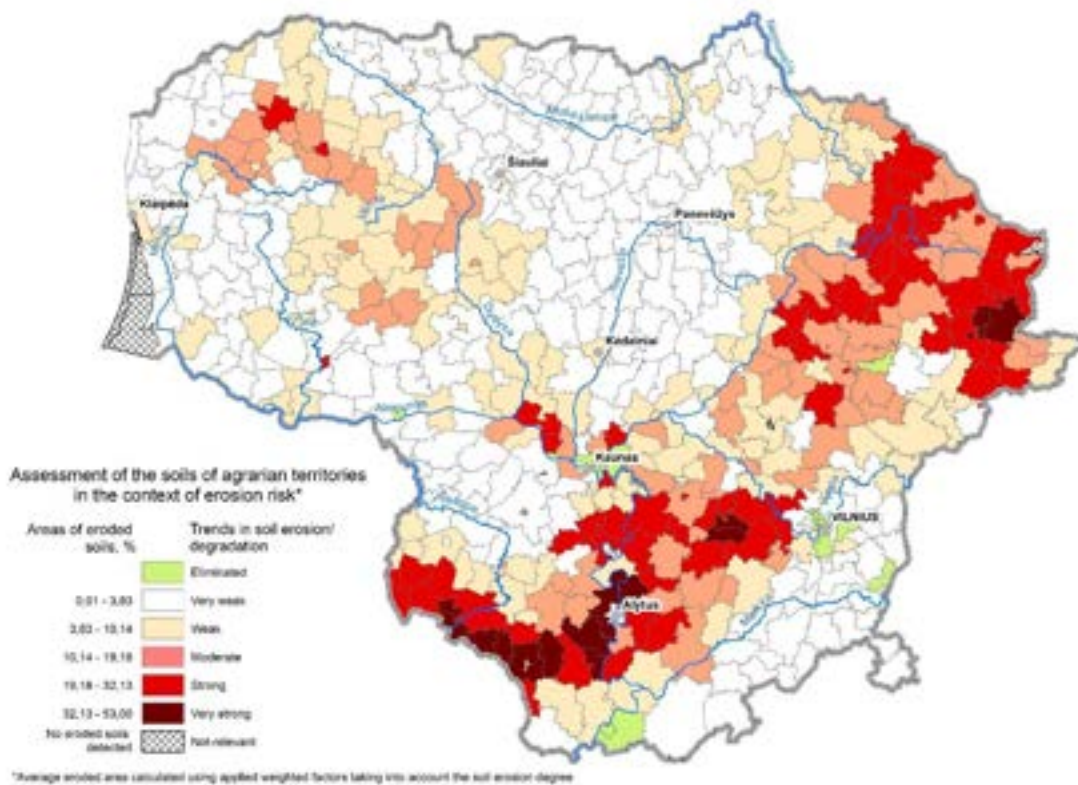 Šiauliai
Klaipėda
Panevėžys
Kėdainiai
Kaunas
VILNIUS
Alytus
Assessment of the soils of agrarian territories
in the context of erosion risk*
Areas of eroded
soils, %
Trends in soil erosion/
degradation
Eliminated
0,01 - 3,83 Very weak
3,83 - 10,14 Weak
10,14 - 19,18 Moderate
19,18 - 32,13 Strong
32,13 - 53,00 Very strong
No eroded soils
detected
Not-relevant
*Average eroded area calculated using applied weighted factors taking into account the soil erosion degree